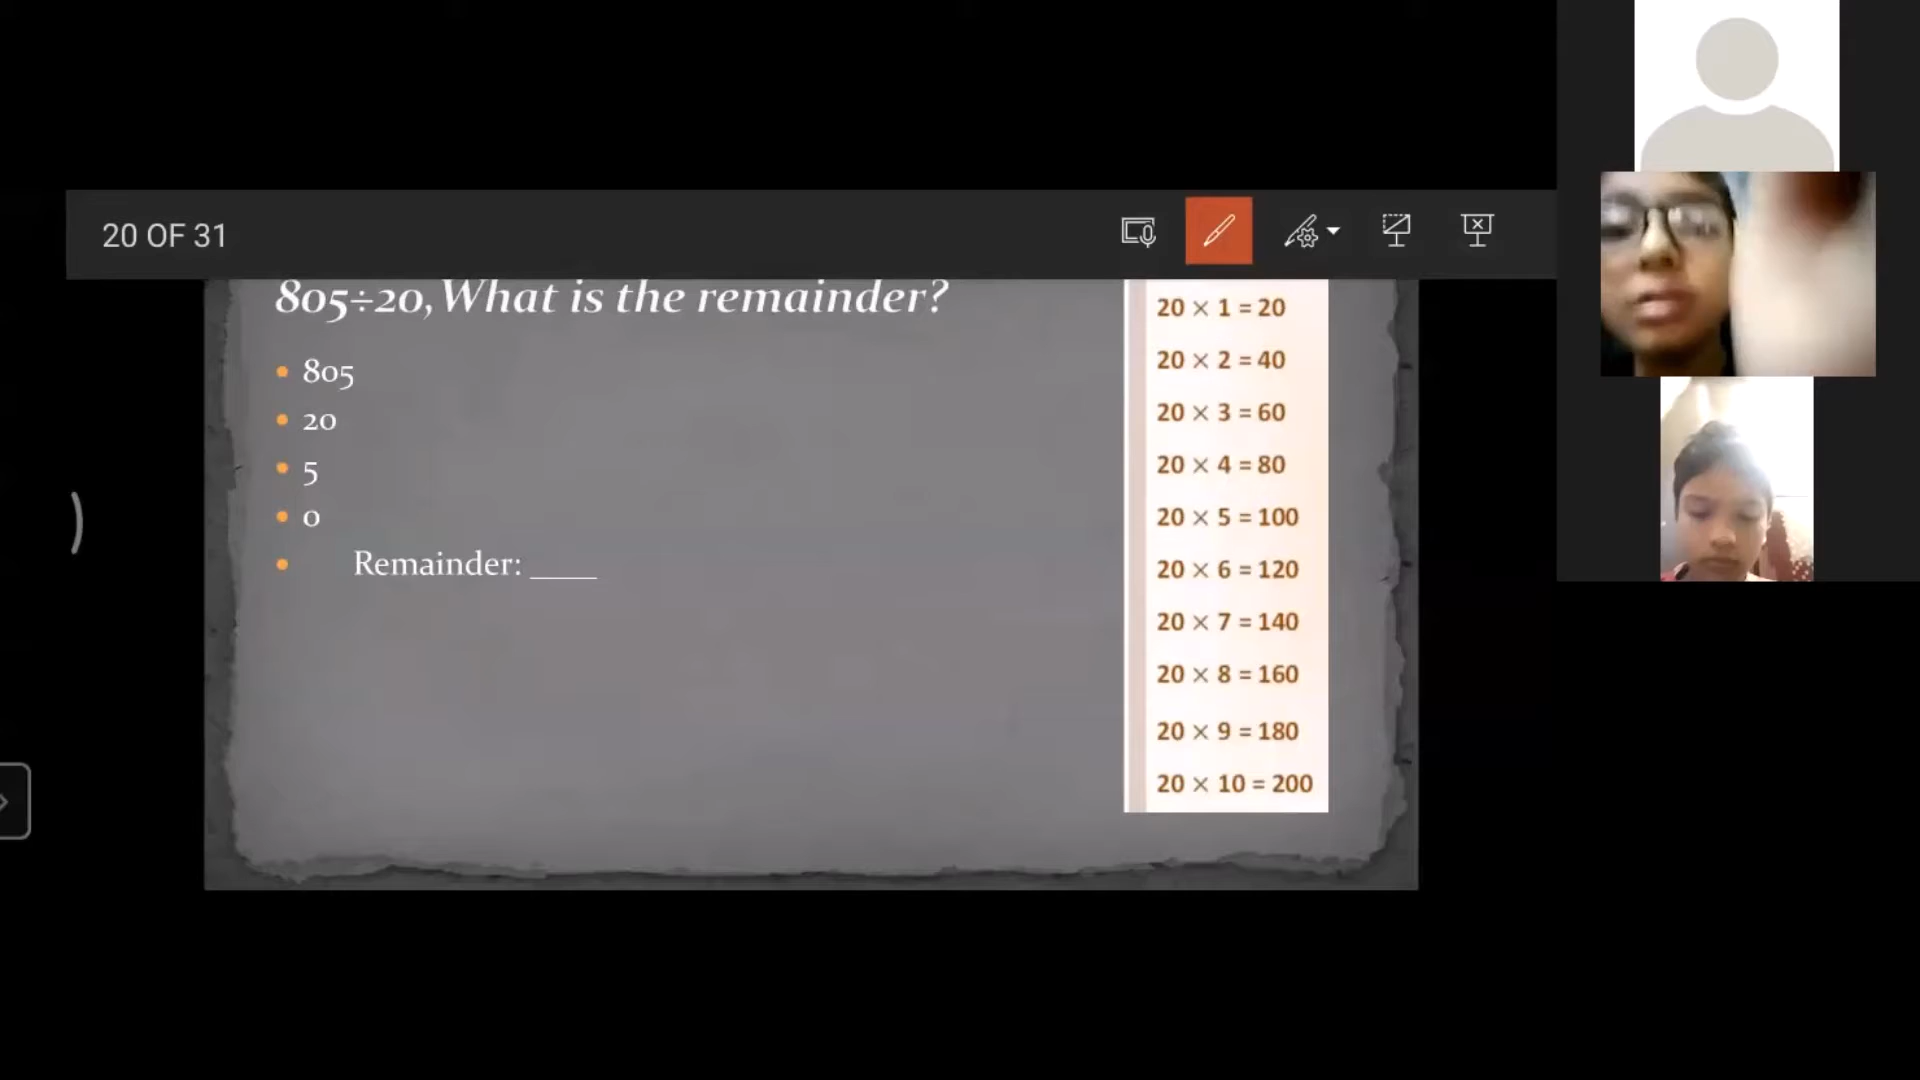 20 OF 31
805÷20, What is the remainder?
• 805
• 20
• 5
• 0
• Remainder: ____
20 × 1 = 20
20 × 2 = 40
20 × 3 = 60
20 × 4 = 80
20 × 5 = 100
20 × 6 = 120
20 × 7 = 140
20 × 8 = 160
20 × 9 = 180
20 × 10 = 200